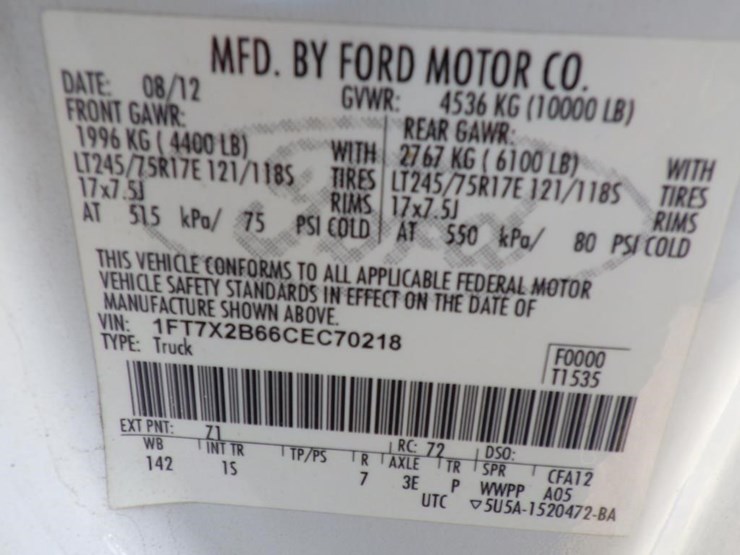 MFD. BY FORD MOTOR CO.
DATE: 08/12 GVWR: 4536 KG (10000 LB)
FRONT GAWR: REAR GAWR:
1996 KG ( 4400 LB) WITH 2767 KG ( 6100 LB) WITH
LT245/75R17E 121/118S TIRES LT245/75R17E 121/118S TIRES
17x7.5J RIMS 17x7.5J RIMS
AT 515 kPa/ 75 PSI COLD AT 550 kPa/ 80 PSI COLD
THIS VEHICLE CONFORMS TO ALL APPLICABLE FEDERAL MOTOR
VEHICLE SAFETY STANDARDS IN EFFECT ON THE DATE OF
MANUFACTURE SHOWN ABOVE.
VIN: 1FT7X2B66CEC70218
TYPE: Truck
F0000
T1535
EXT PNT: 71 RC: 72 DSO:
WB INT TR TP/PS R AXLE TR SPR CFA12
142 1S 7 3E P WWPP A05
UTC ▽5U5A-1520472-BA